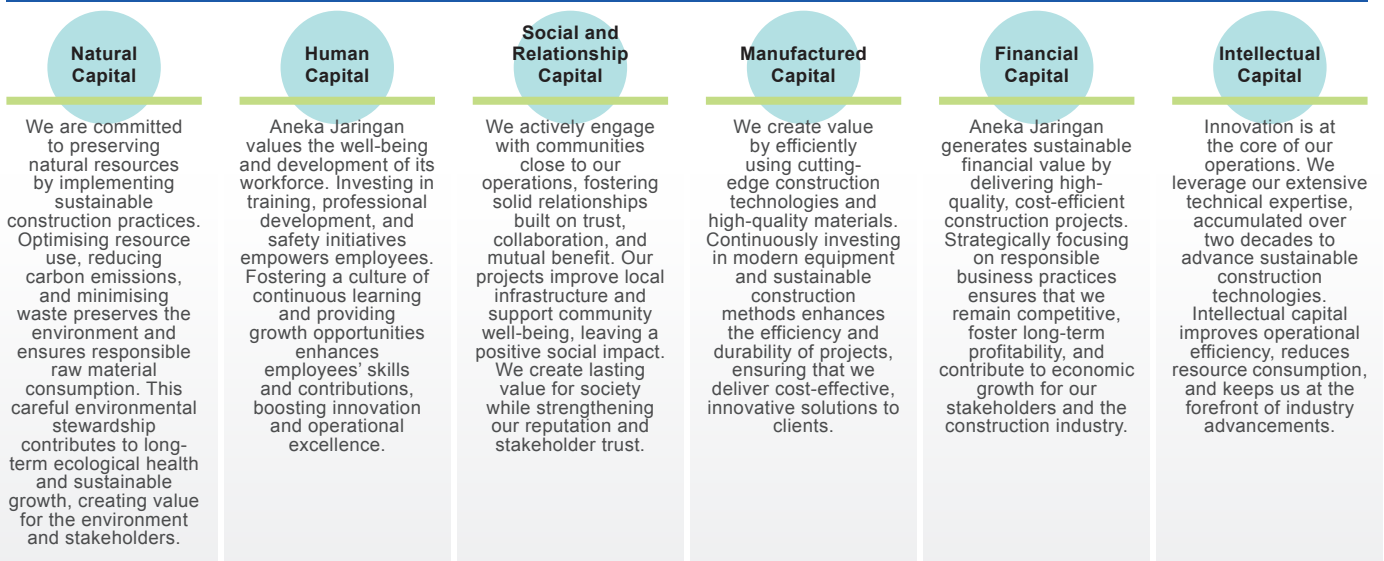 Natural
Capital
We are committed
to preserving
natural resources
by implementing
sustainable
construction practices.
Optimising resource
use, reducing
carbon emissions,
and minimising
waste preserves the
environment and
ensures responsible
raw material
consumption. This
careful environmental
stewardship
contributes to long-
term ecological health
and sustainable
growth, creating value
for the environment
and stakeholders.
Human
Capital
Aneka Jaringan
values the well-being
and development of its
workforce. Investing in
training, professional
development, and
safety initiatives
empowers employees.
Fostering a culture of
continuous learning
and providing
growth opportunities
enhances
employees’ skills
and contributions,
boosting innovation
and operational
excellence.
Social and
Relationship
Capital
We actively engage
with communities
close to our
operations, fostering
solid relationships
built on trust,
collaboration, and
mutual benefit. Our
projects improve local
infrastructure and
support community
well-being, leaving a
positive social impact.
We create lasting
value for society
while strengthening
our reputation and
stakeholder trust.
Manufactured
Capital
We create value
by efficiently
using cutting-
edge construction
technologies and
high-quality materials.
Continuously investing
in modern equipment
and sustainable
construction
methods enhances
the efficiency and
durability of projects,
ensuring that we
deliver cost-effective,
innovative solutions to
clients.
Financial
Capital
Aneka Jaringan
generates sustainable
financial value by
delivering high-
quality, cost-efficient
construction projects.
Strategically focusing
on responsible
business practices
ensures that we
remain competitive,
foster long-term
profitability, and
contribute to economic
growth for our
stakeholders and the
construction industry.
Intellectual
Capital
Innovation is at
the core of our
operations. We
leverage our extensive
technical expertise,
accumulated over
two decades to
advance sustainable
construction
technologies.
Intellectual capital
improves operational
efficiency, reduces
resource consumption,
and keeps us at the
forefront of industry
advancements.